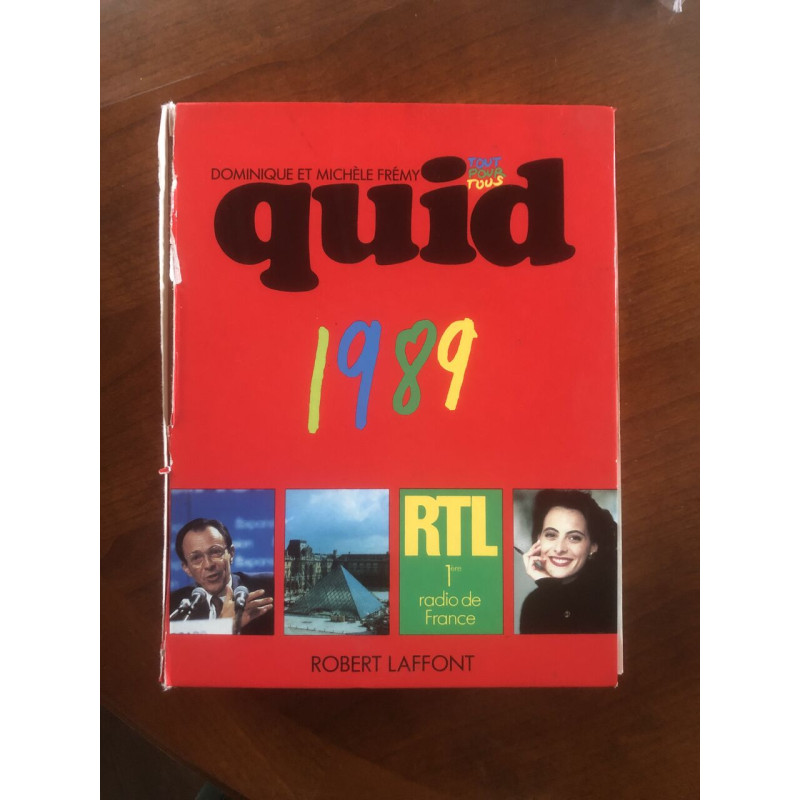 DOMINIQUE ET MICHÈLE FRÉMY
TOUT
POUR
TOUS
quid
1989
RTL
1ère
radio de
France
ROBERT LAFFONT